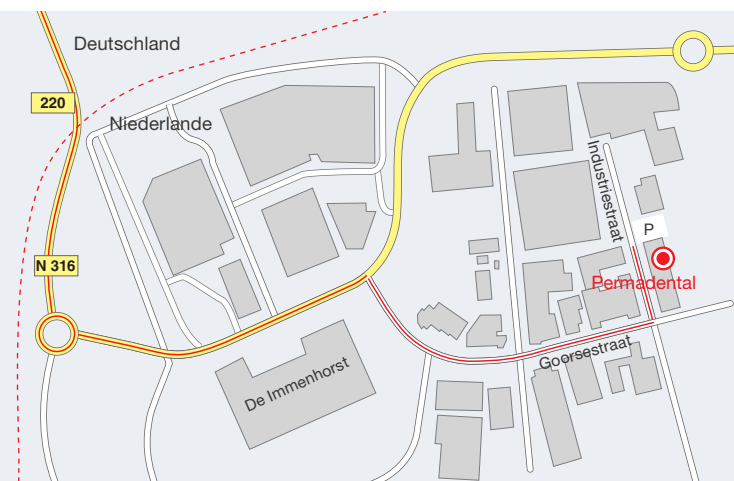 Deutschland
220
Niederlande
Industriestraat
P
N 316
Permadental
Goorsestraat
De Immenhorst